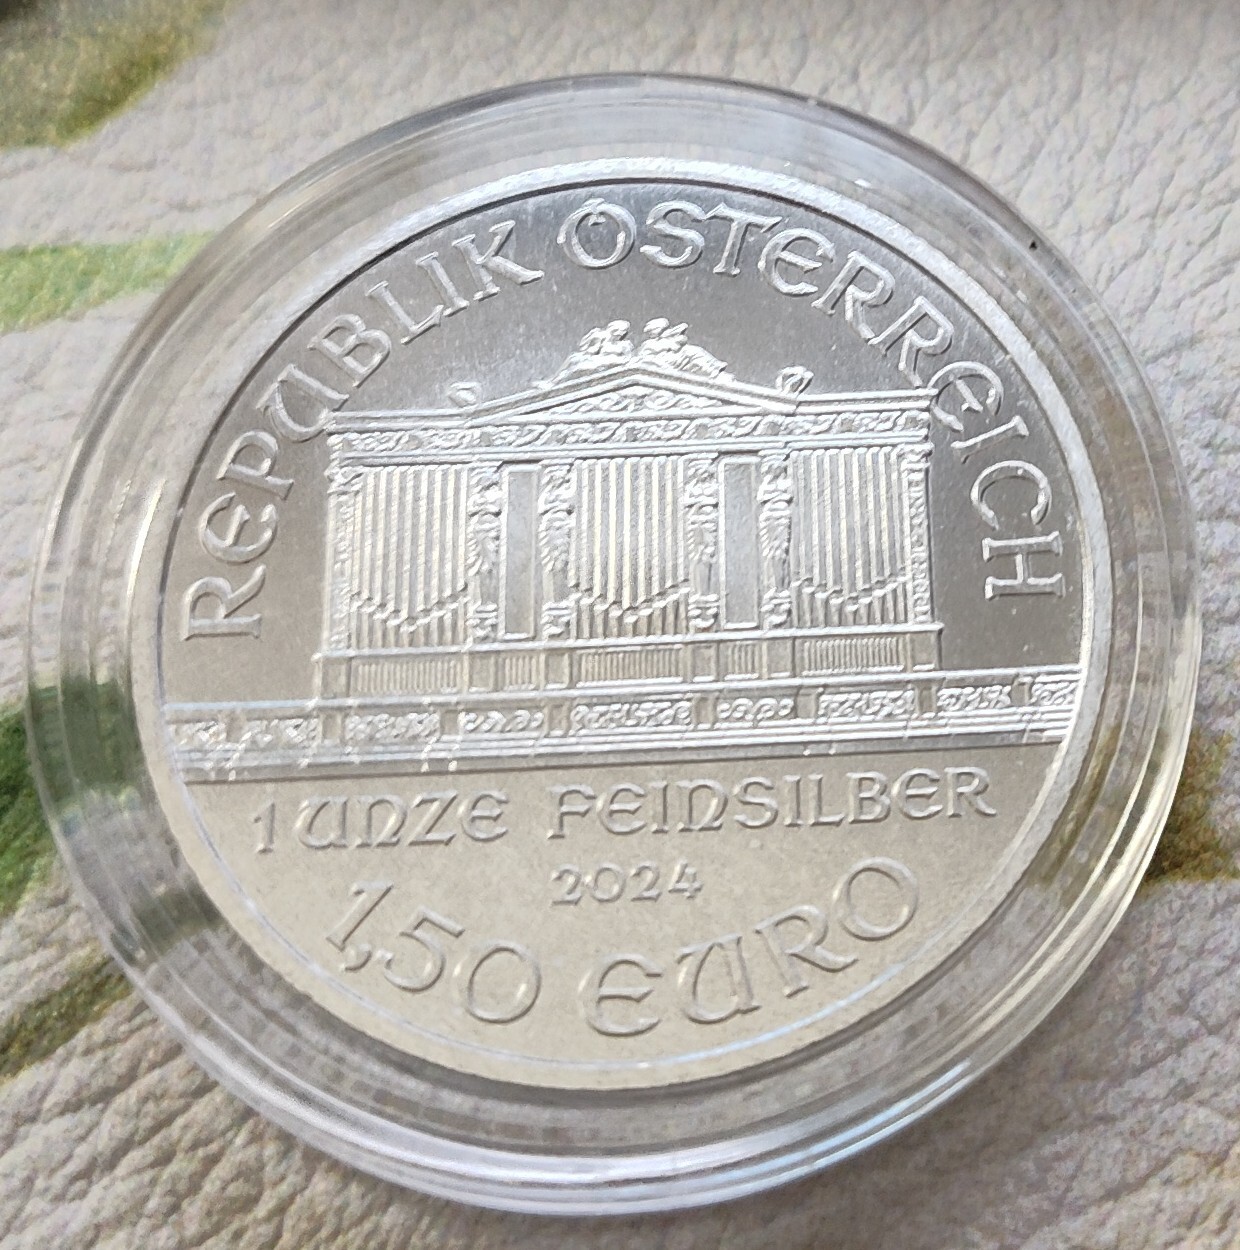 REPUBLIK ÖSTERREICH
1 UNZE FEINSILBER
2024
1,50 EURO